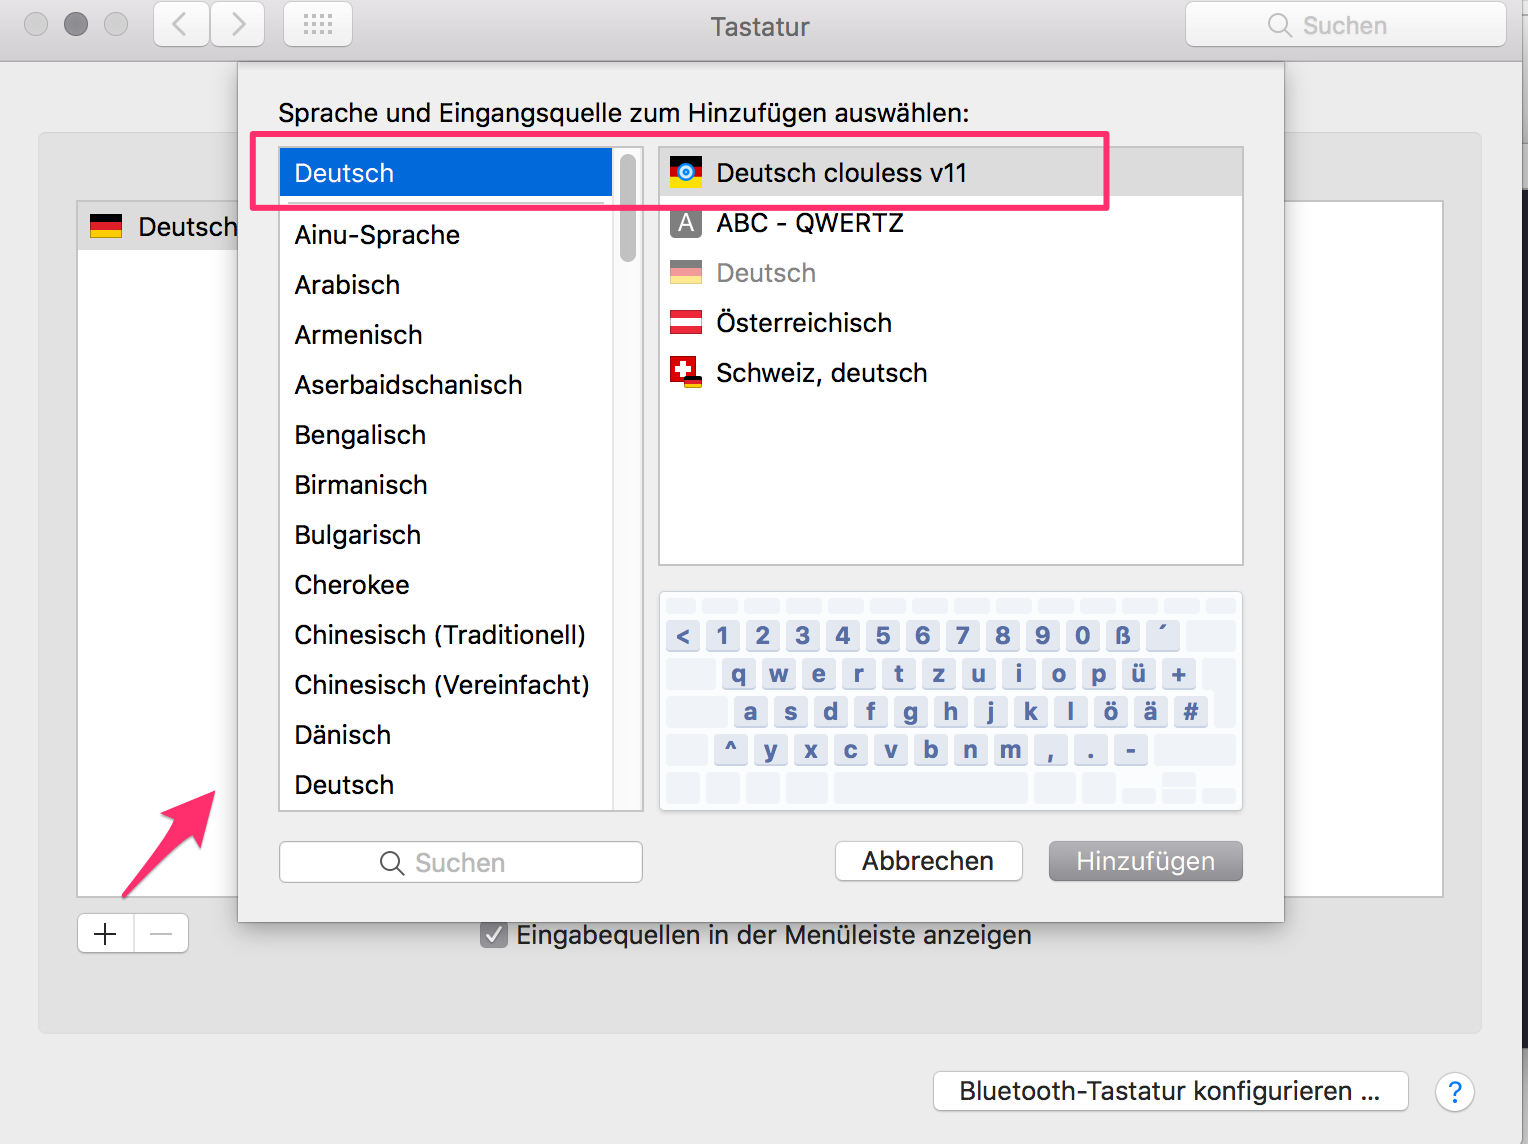 Tastatur
Suchen
Sprache und Eingangsquelle zum Hinzufügen auswählen:
Deutsch
Deutsch
Ainu-Sprache
Arabisch
Armenisch
Aserbaidschanisch
Bengalisch
Birmanisch
Bulgarisch
Cherokee
Chinesisch (Traditionell)
Chinesisch (Vereinfacht)
Dänisch
Deutsch
Deutsch clouless v11
A ABC - QWERTZ
Deutsch
Österreichisch
Schweiz, deutsch
< 1 2 3 4 5 6 7 8 9 0 ß ´
q w e r t z u i o p ü +
a s d f g h j k l ö ä #
^ y x c v b n m , . -
Suchen
Abbrechen
Hinzufügen
Eingabequellen in der Menüleiste anzeigen
Bluetooth-Tastatur konfigurieren ...
?